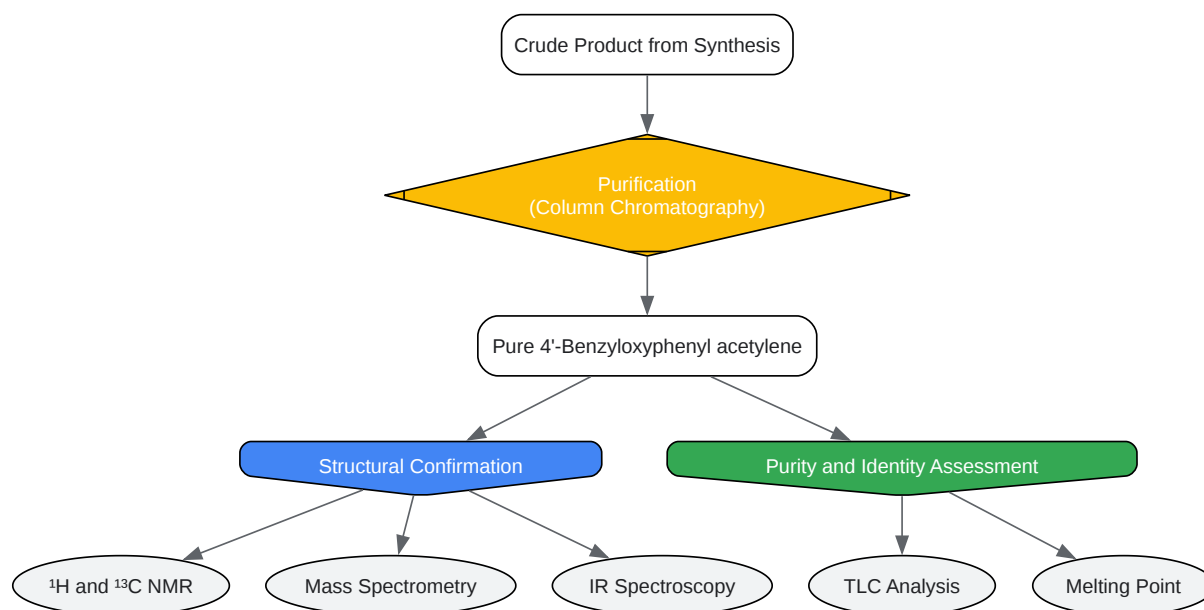 Crude Product from Synthesis
Purification
(Column Chromatography)
Pure 4'-Benzyloxyphenyl acetylene
Structural Confirmation
Purity and Identity Assessment
¹H and ¹³C NMR
Mass Spectrometry
IR Spectroscopy
TLC Analysis
Melting Point